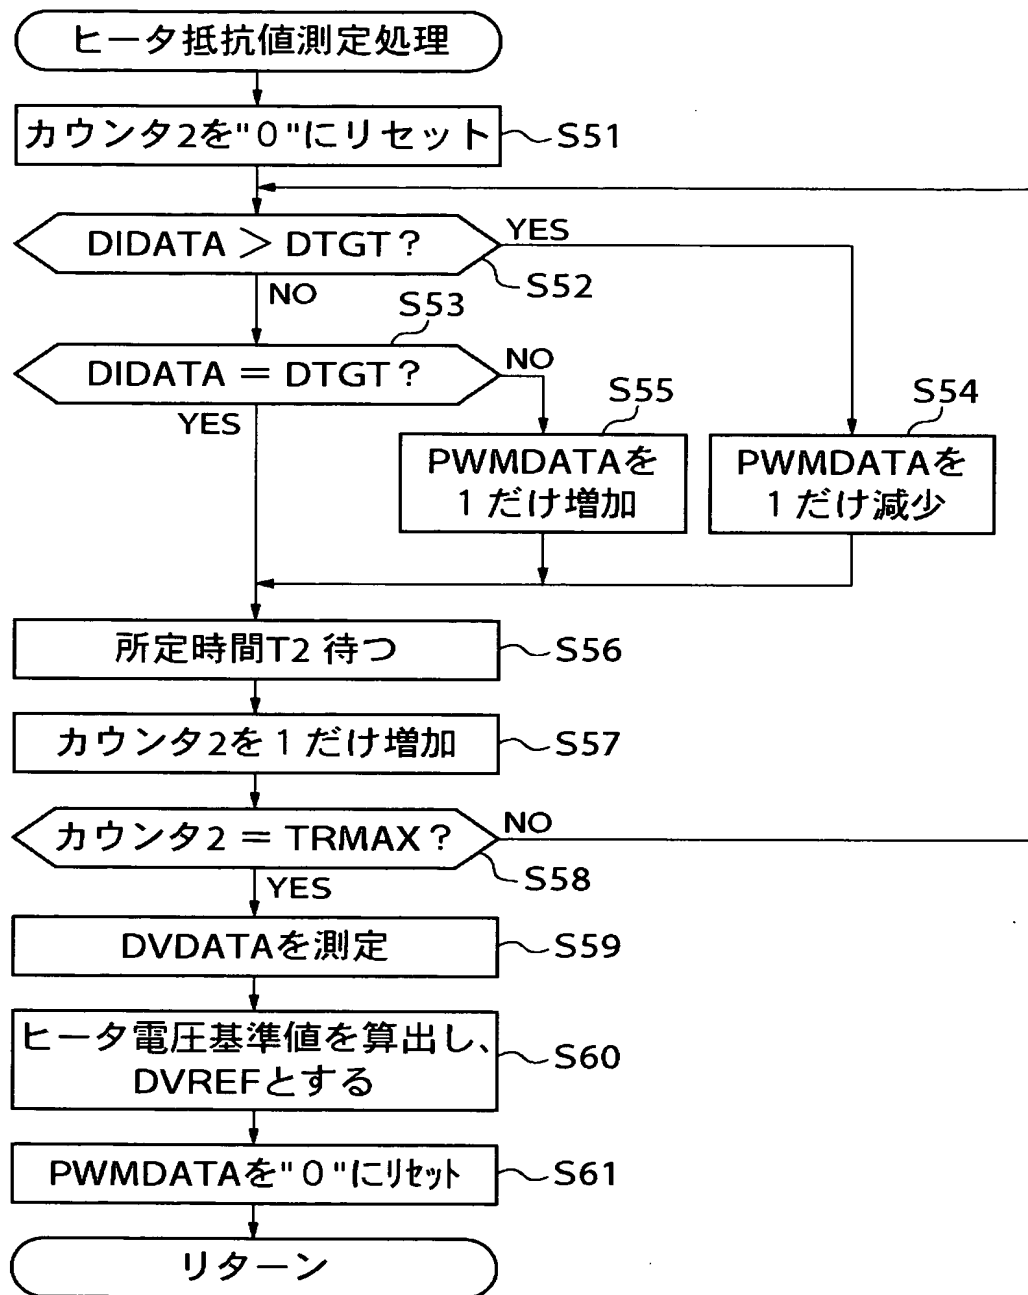 ヒータ抵抗値測定処理
カウンタ2を"0"にリセット
S51
DIDATA > DTGT?
YES
S52
NO
S53
DIDATA = DTGT?
NO
YES
S55
S54
PWMDATAを
1だけ増加
PWMDATAを
1だけ減少
所定時間T2 待つ
S56
カウンタ2を1だけ増加
S57
カウンタ2 = TRMAX?
NO
S58
YES
DVDATAを測定
S59
ヒータ電圧基準値を算出し、
DVREFとする
S60
PWMDATAを"0"にリセット
S61
リターン